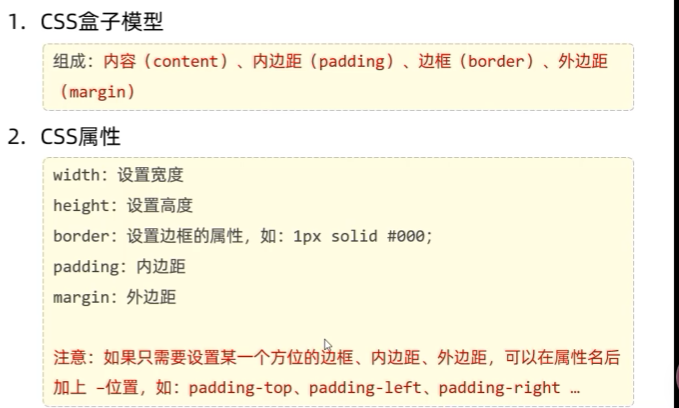 1. CSS盒子模型
组成：内容（content）、内边距（padding）、边框（border）、外边距
（margin）
2. CSS属性
width：设置宽度
height：设置高度
border：设置边框的属性，如：1px solid #000;
padding：内边距
margin：外边距
注意：如果只需要设置某一个方位的边框、内边距、外边距，可以在属性名后
加上 –位置，如：padding-top、padding-left、padding-right …